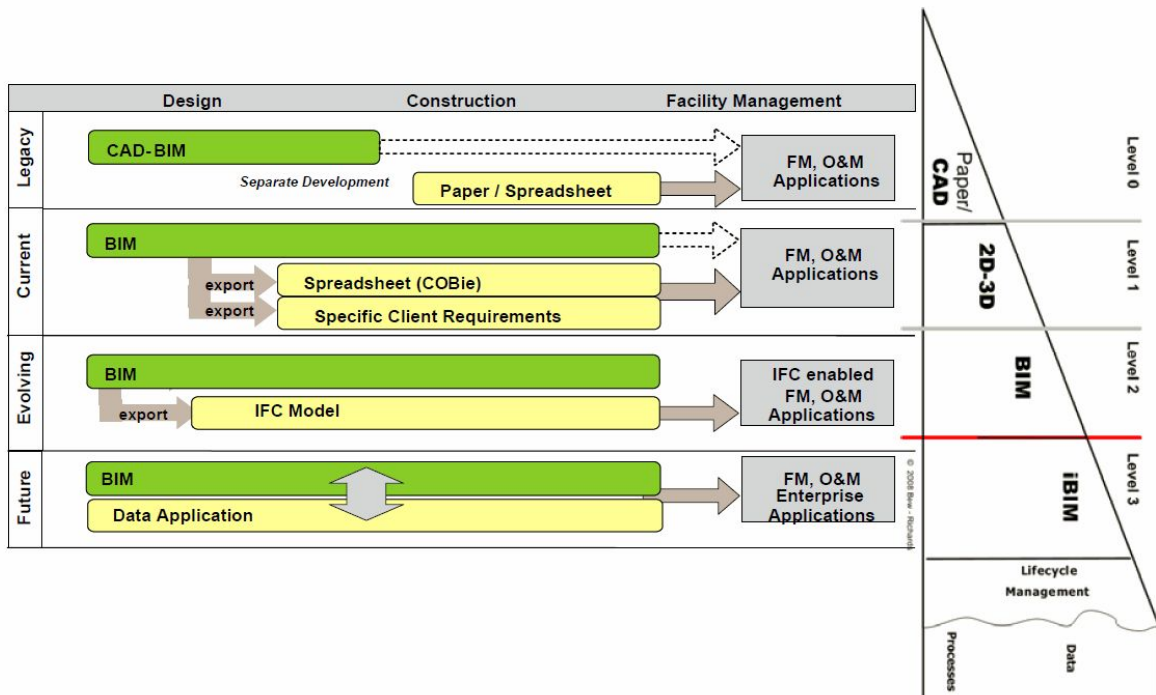 Design Construction Facility Management
Legacy
CAD-BIM
Separate Development
Paper / Spreadsheet
FM, O&M
Applications
Current
BIM
export
export
Spreadsheet (COBie)
Specific Client Requirements
FM, O&M
Applications
Evolving
BIM
export
IFC Model
IFC enabled
FM, O&M
Applications
Future
BIM
Data Application
FM, O&M
Enterprise
Applications
© 2008 Bew - Richards
Paper/
CAD
Level 0
2D-3D
Level 1
BIM
Level 2
iBIM
Level 3
Lifecycle
Management
Processes
Data